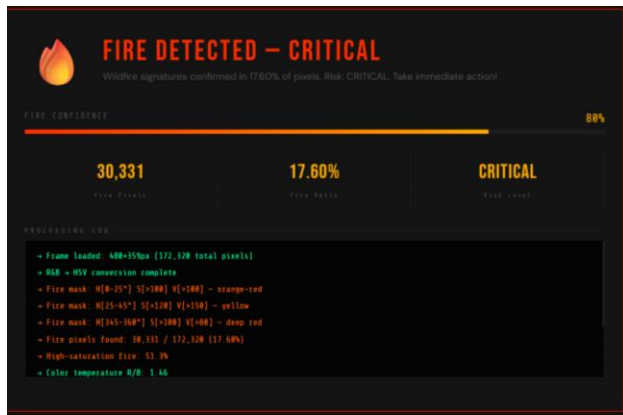 FIRE DETECTED — CRITICAL
Wildfire signatures confirmed in 17.60% of pixels. Risk: CRITICAL. Take immediate action!
FIRE CONFIDENCE
80%
30,331
17.60%
CRITICAL
Fire Pixels
Fire Ratio
Risk Level
PROCESSING LOG
→ Frame loaded: 480×359px (172,320 total pixels)
→ RGB → HSV conversion complete
→ Fire mask: H[0-25°] S[>100] V[>100] — orange-red
→ Fire mask: H[25-45°] S[>120] V[>150] — yellow
→ Fire mask: H[345-360°] S[>100] V[>80] — deep red
→ Fire pixels found: 30,331 / 172,320 (17.60%)
→ High-saturation fire: 51.3%
→ Color temperature R/B: 1.46